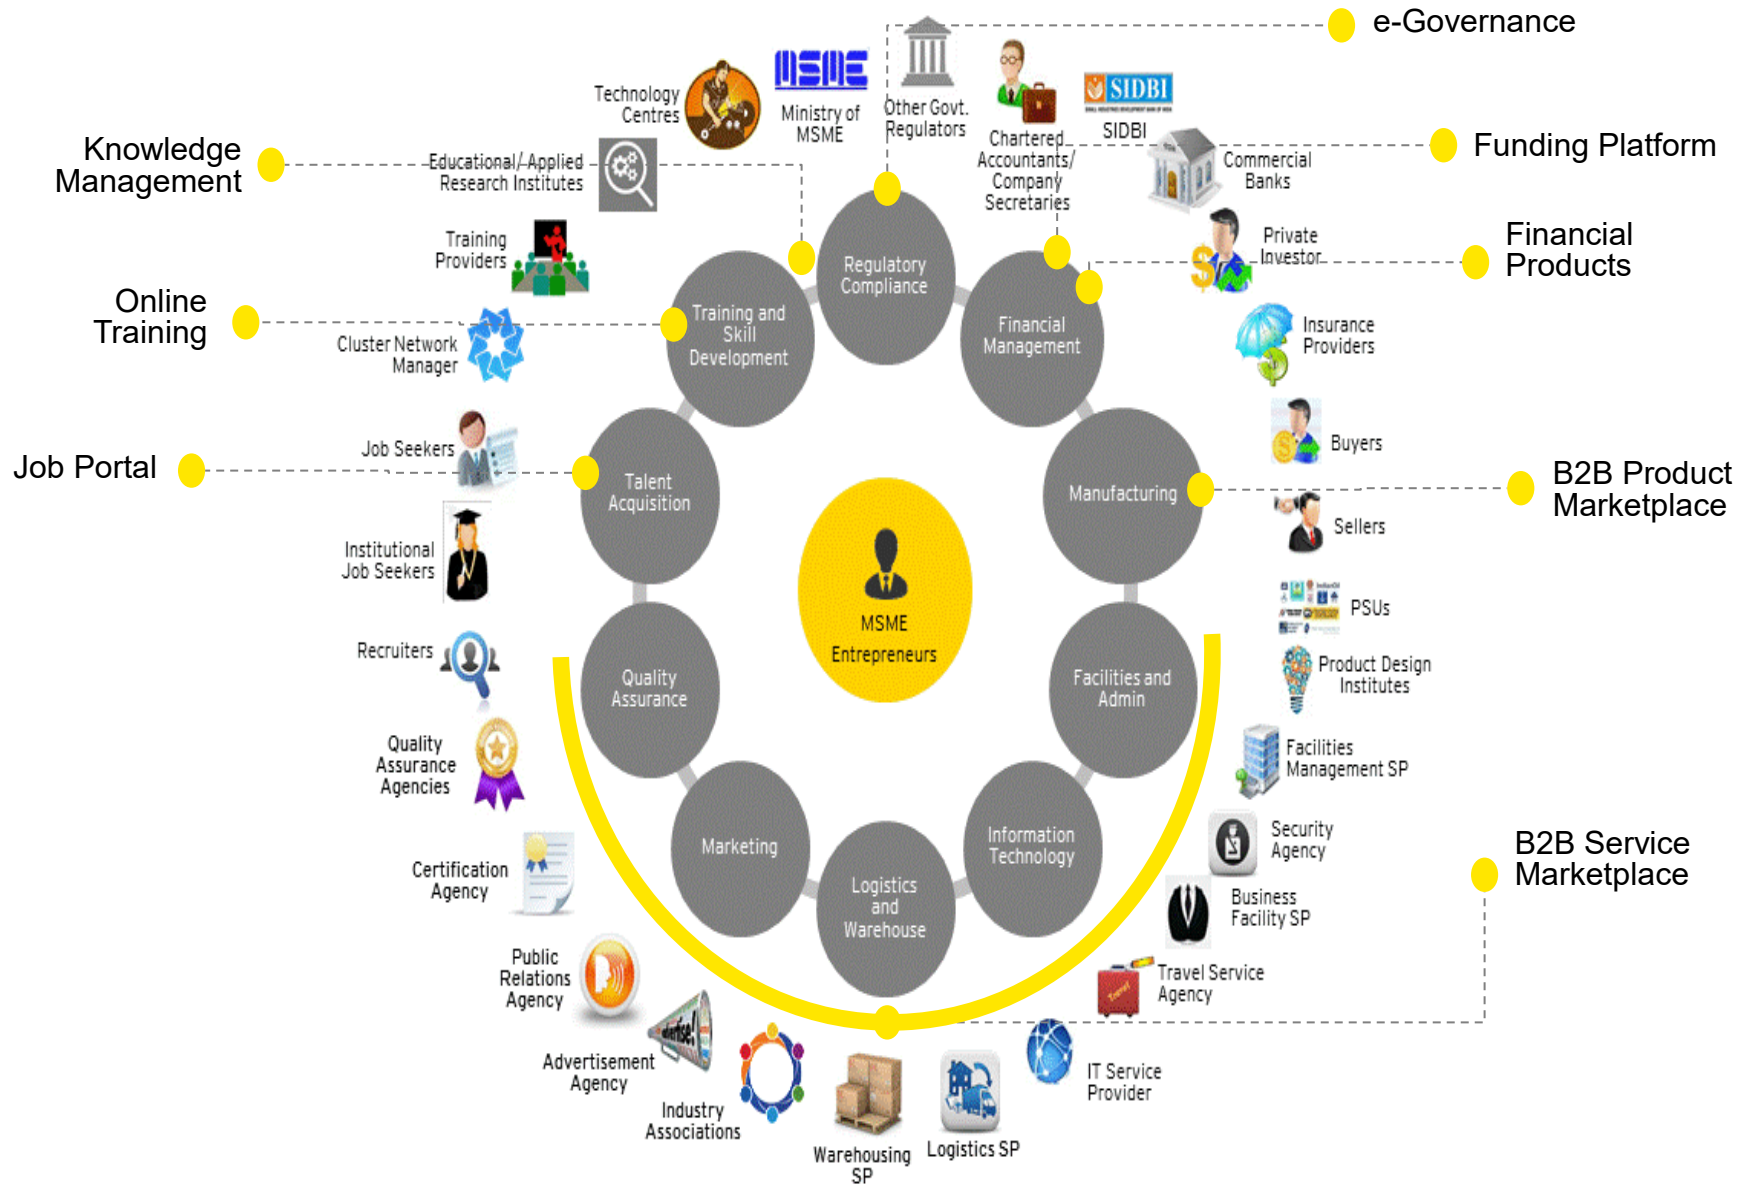 e-Governance
MSME
Ministry of
MSME
Technology
Centres
Other Govt.
Regulators
Chartered
Accountants/
Company
Secretaries
SIDBI
SIDBI
Knowledge
Management
Educational/Applied
Research Institutes
Commercial
Banks
Funding Platform
Training
Providers
Private
Investor
Financial
Products
Online
Training
Cluster Network
Manager
Training and
Skill
Development
Regulatory
Compliance
Financial
Management
Insurance
Providers
Job Portal
Job Seekers
Talent
Acquisition
Manufacturing
Buyers
B2B Product
Marketplace
Sellers
Institutional
Job Seekers
MSME
Entrepreneurs
PSUs
Recruiters
Quality
Assurance
Facilities and
Admin
Product Design
Institutes
Quality
Assurance
Agencies
Facilities
Management SP
Certification
Agency
Marketing
Logistics
and
Warehouse
Information
Technology
Security
Agency
B2B Service
Marketplace
Business
Facility SP
Public
Relations
Agency
Travel
Travel Service
Agency
advertise!
Advertisement
Agency
Industry
Associations
Warehousing
SP
Logistics SP
IT Service
Provider